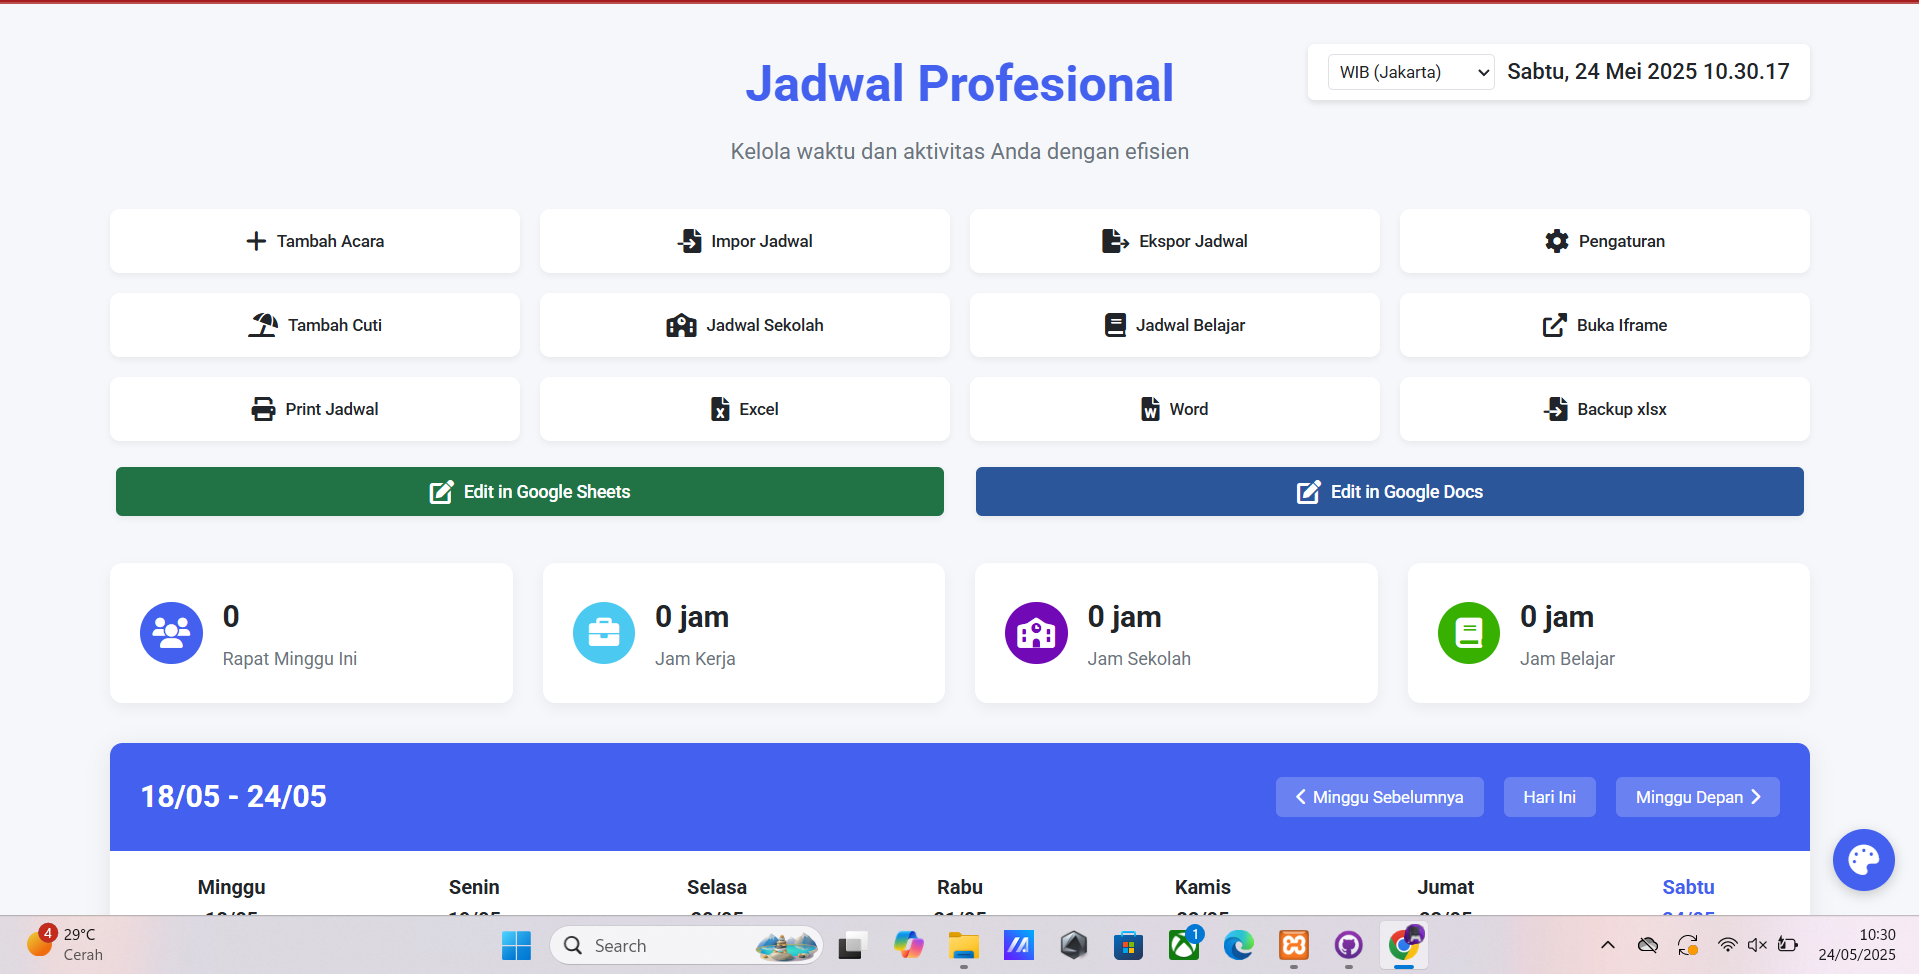 Jadwal Profesional
WIB (Jakarta) Sabtu, 24 Mei 2025 10.30.17
Kelola waktu dan aktivitas Anda dengan efisien
Tambah Acara
Impor Jadwal
Ekspor Jadwal
Pengaturan
Tambah Cuti
Jadwal Sekolah
Jadwal Belajar
Buka Iframe
Print Jadwal
Excel
Word
Backup xlsx
Edit in Google Sheets
Edit in Google Docs
0
Rapat Minggu Ini
0 jam
Jam Kerja
0 jam
Jam Sekolah
0 jam
Jam Belajar
18/05 - 24/05
Minggu Sebelumnya
Hari Ini
Minggu Depan
Minggu
Senin
Selasa
Rabu
Kamis
Jumat
Sabtu
4
29°C
Cerah
Search
1
10:30
24/05/2025